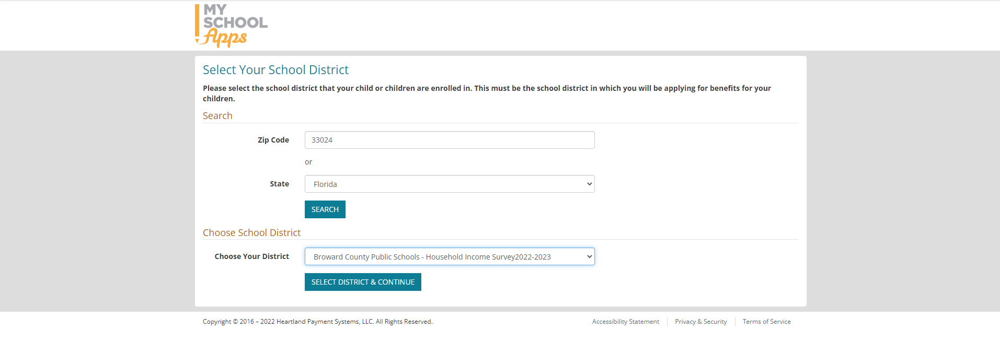 MY
SCHOOL
Apps
Select Your School District
Please select the school district that your child or children are enrolled in. This must be the school district in which you will be applying for benefits for your
children.
Search
Zip Code
33024
or
State
Florida
SEARCH
Choose School District
Choose Your District
Broward County Public Schools - Household Income Survey2022-2023
SELECT DISTRICT & CONTINUE
Copyright © 2016 – 2022 Heartland Payment Systems, LLC. All Rights Reserved.
Accessibility Statement
Privacy & Security
Terms of Service